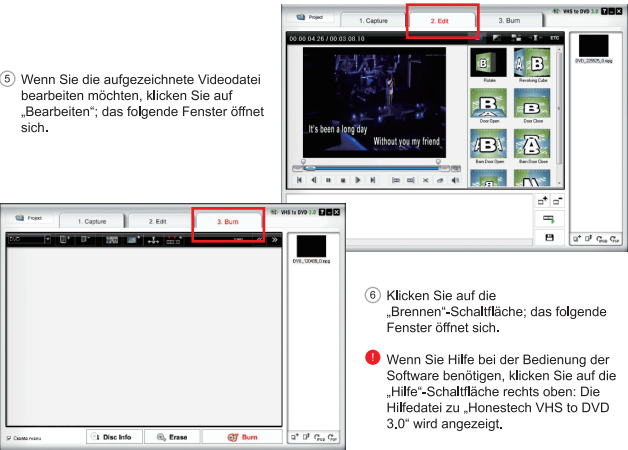 Project
1. Capture
2. Edit
3. Burn
VHS to DVD 3.0
00:00:04:26 / 00:03:08:10
ETC
It's been a long day
Without you my friend
Rotate
Revolving Cube
Door Open
Door Close
Barn Door Open
Barn Door Close
DVD_225925_0.mpg
5 Wenn Sie die aufgezeichnete Videodatei
bearbeiten möchten, klicken Sie auf
„Bearbeiten“; das folgende Fenster öffnet
sich.
Project
1. Capture
2. Edit
3. Burn
VHS to DVD 3.0
DVD
DVD_120435_0.mpg
Create menu
Disc Info
Erase
Burn
6 Klicken Sie auf die
„Brennen“-Schaltfläche; das folgende
Fenster öffnet sich.
! Wenn Sie Hilfe bei der Bedienung der
Software benötigen, klicken Sie auf die
„Hilfe“-Schaltfläche rechts oben: Die
Hilfedatei zu „Honestech VHS to DVD
3.0“ wird angezeigt.